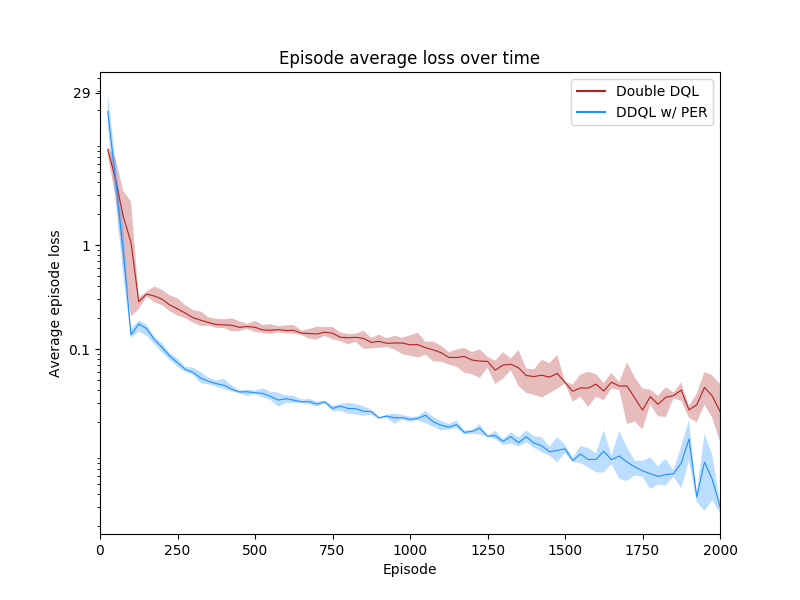 Episode average loss over time
Double DQL
DDQL w/ PER
29
1
0.1
Average episode loss
0
250
500
750
1000
1250
1500
1750
2000
Episode